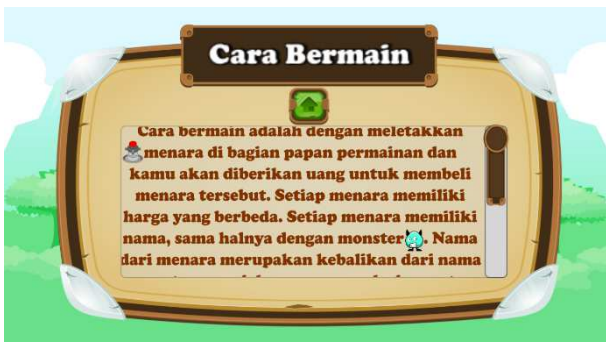 Cara Bermain
Cara bermain adalah dengan meletakkan
menara di bagian papan permainan dan
kamu akan diberikan uang untuk membeli
menara tersebut. Setiap menara memiliki
harga yang berbeda. Setiap menara memiliki
nama, sama halnya dengan monster. Nama
dari menara merupakan kebalikan dari nama